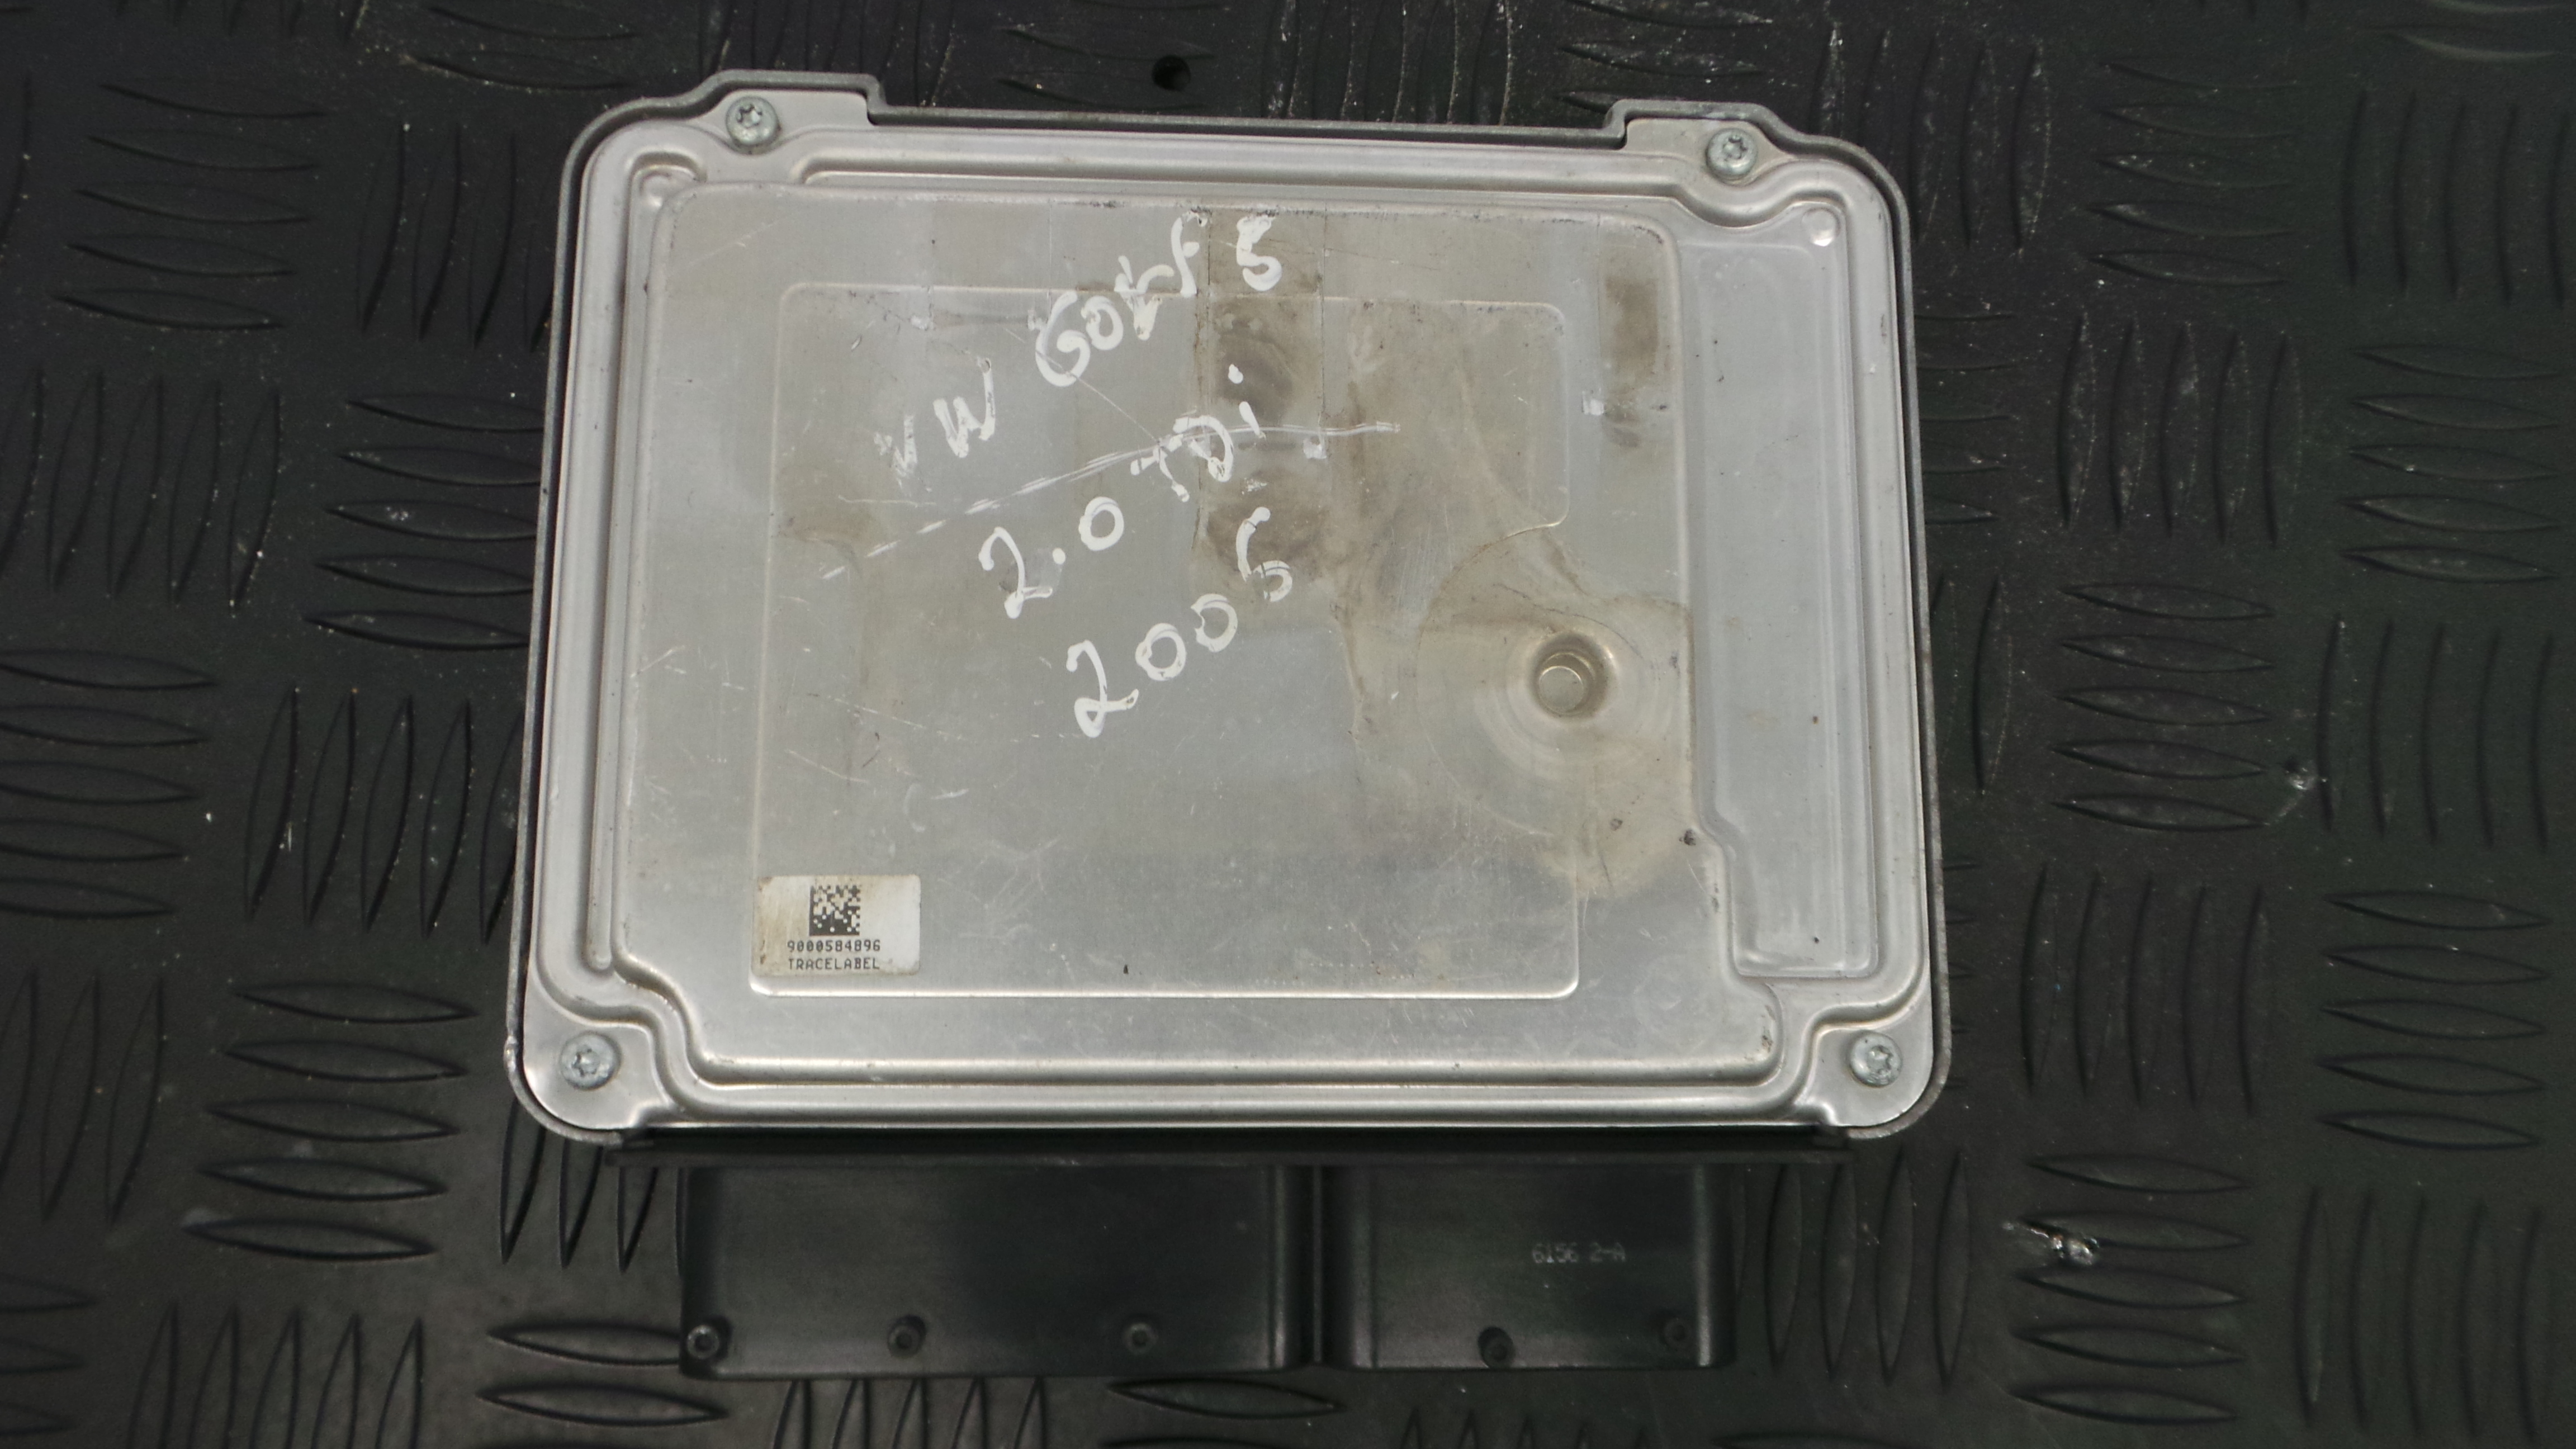 VW GOLF 5
2.0 TDi
2006
9000584896
TRACELABEL
6156 2-A